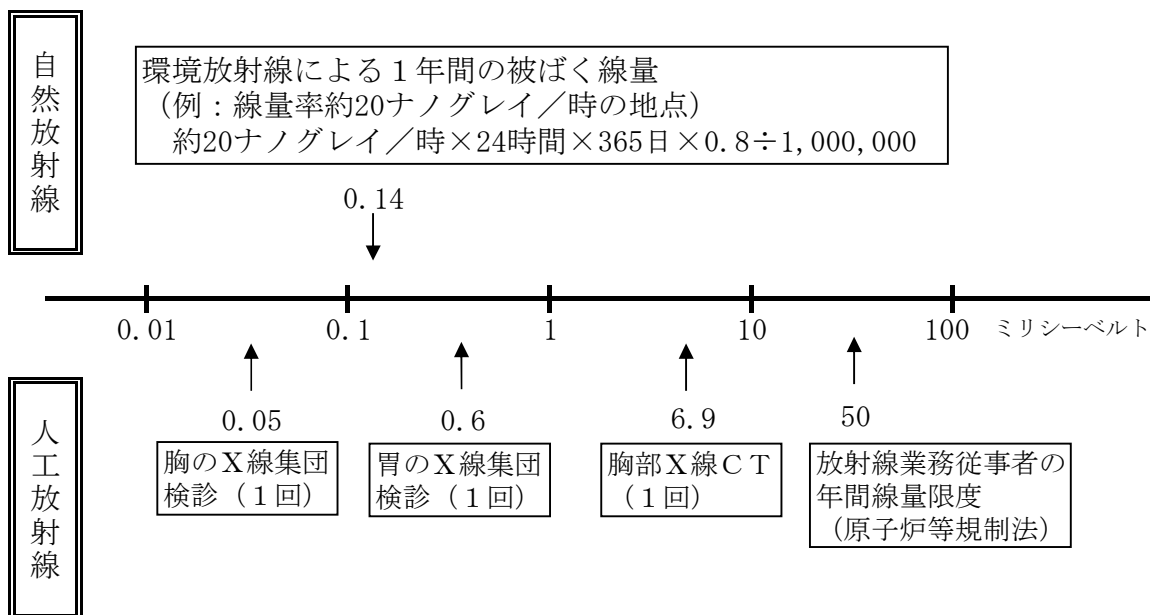 自然放射線
環境放射線による１年間の被ばく線量
（例：線量率約20ナノグレイ／時の地点）
約20ナノグレイ／時×24時間×365日×0.8÷1,000,000
0.14
0.01
0.1
1
10
100
ミリシーベルト
人工放射線
0.05
胸のＸ線集団
検診（１回）
0.6
胃のＸ線集団
検診（１回）
6.9
胸部Ｘ線ＣＴ
（１回）
50
放射線業務従事者の
年間線量限度
（原子炉等規制法）